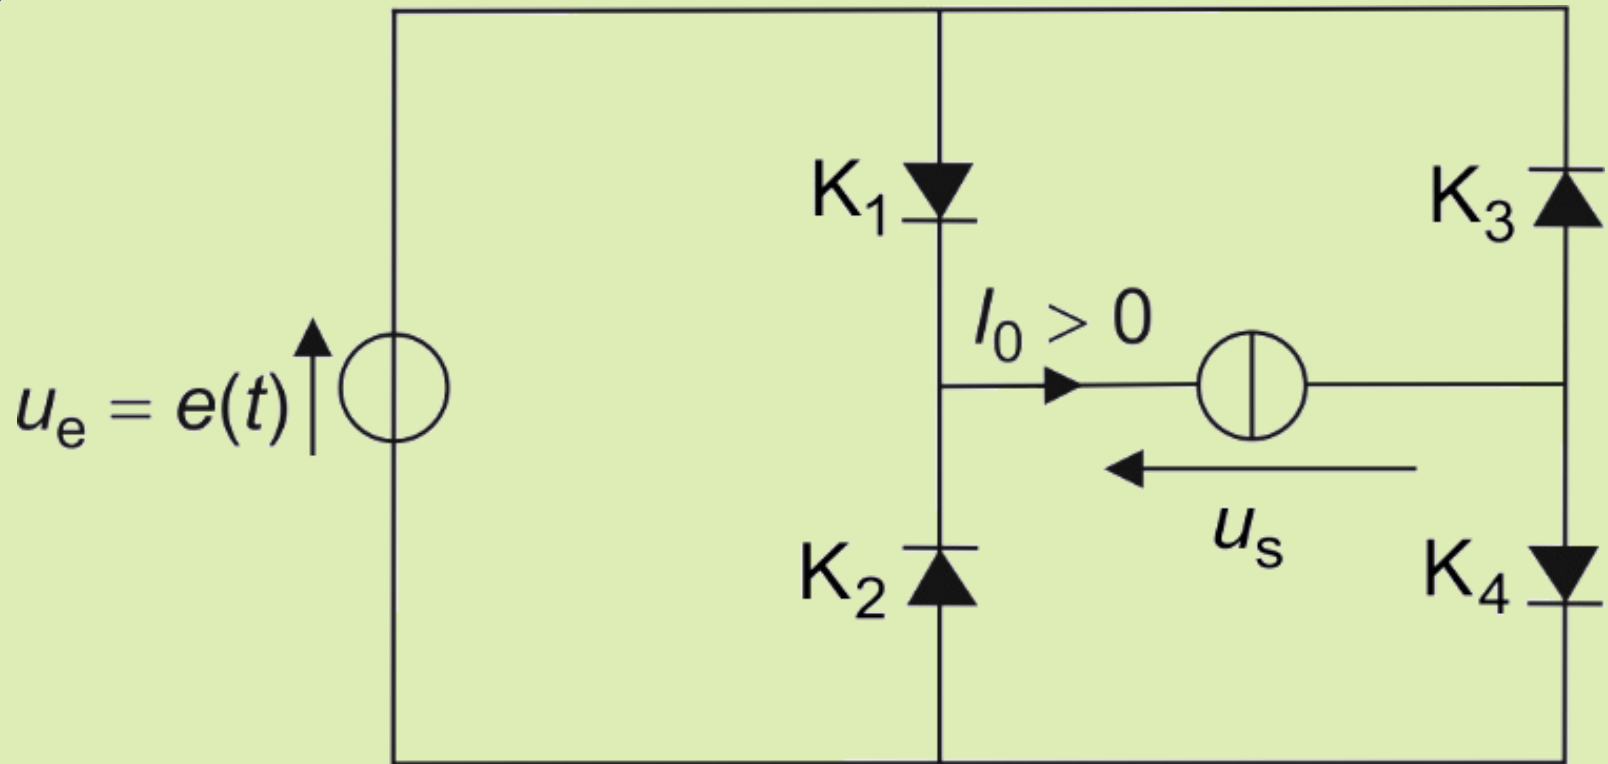 K₁
K₃
I₀ > 0
uₑ = e(t)
uₛ
K₂
K₄